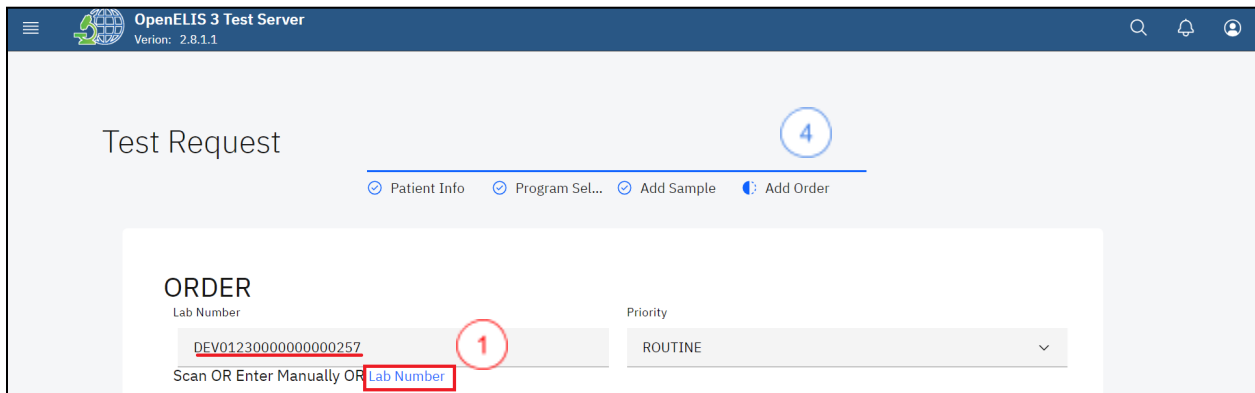 OpenELIS 3 Test Server
Verion: 2.8.1.1
Test Request
4
Patient Info Program Sel... Add Sample Add Order
ORDER
Lab Number Priority
DEV01230000000000257 1 ROUTINE
Scan OR Enter Manually OR Lab Number